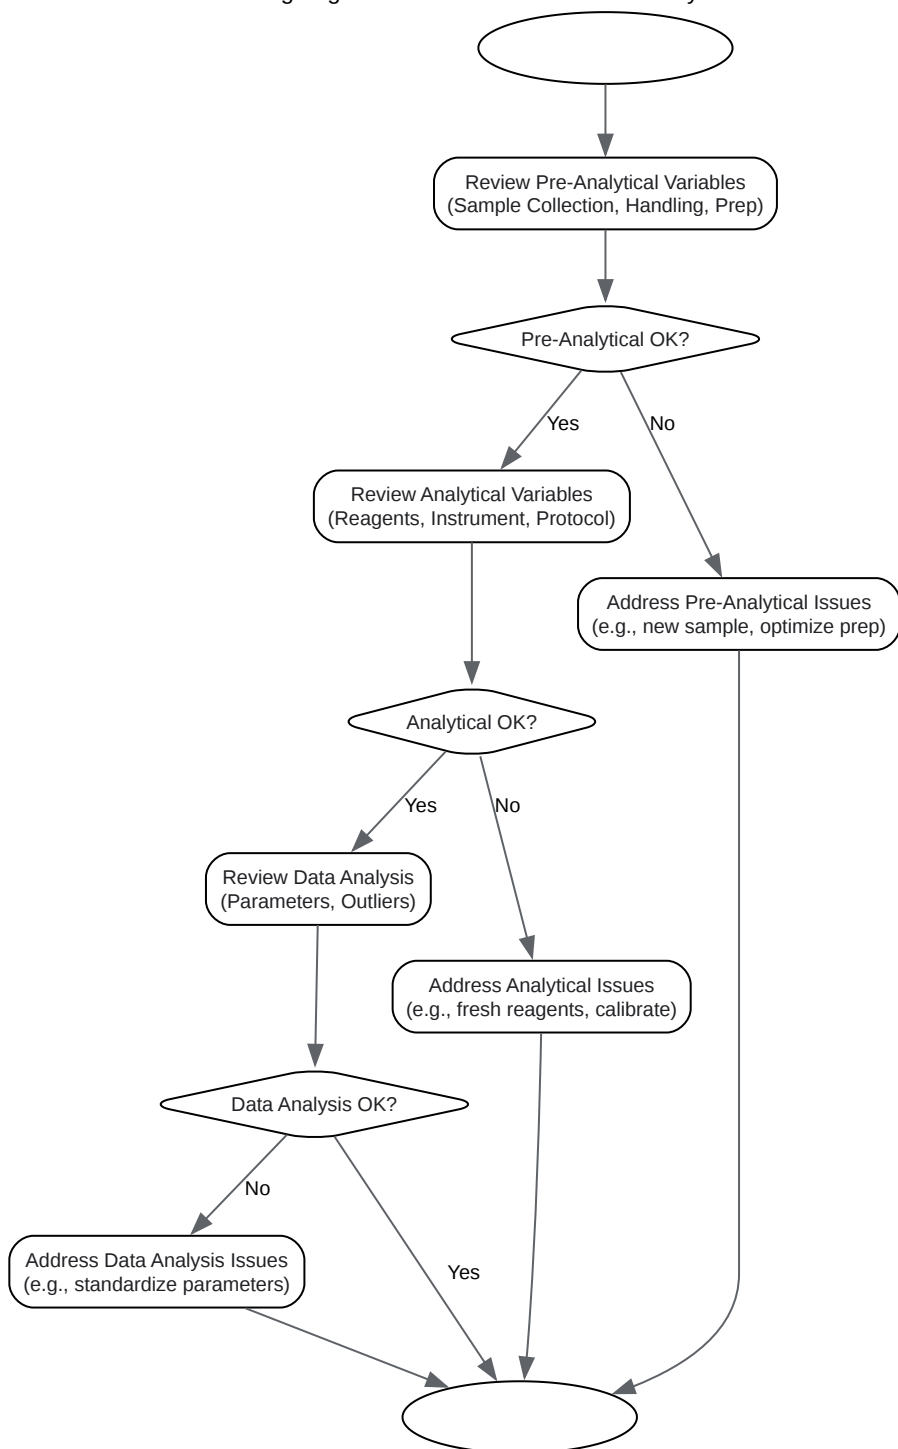 Review Pre-Analytical Variables
(Sample Collection, Handling, Prep)
Pre-Analytical OK?
Yes
No
Review Analytical Variables
(Reagents, Instrument, Protocol)
Address Pre-Analytical Issues
(e.g., new sample, optimize prep)
Analytical OK?
Yes
No
Review Data Analysis
(Parameters, Outliers)
Address Analytical Issues
(e.g., fresh reagents, calibrate)
Data Analysis OK?
No
Yes
Address Data Analysis Issues
(e.g., standardize parameters)